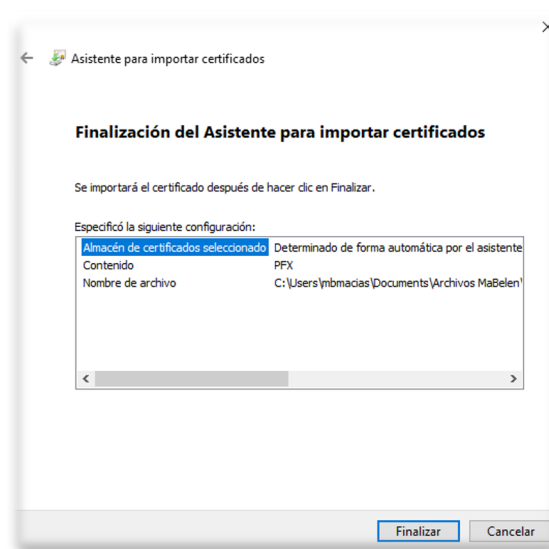 Asistente para importar certificados
Finalización del Asistente para importar certificados
Se importará el certificado después de hacer clic en Finalizar.
Especificó la siguiente configuración:
Almacén de certificados seleccionado Determinado de forma automática por el asistente
Contenido PFX
Nombre de archivo C:\Users\mbmacias\Documents\Archivos MaBelen\
Finalizar Cancelar